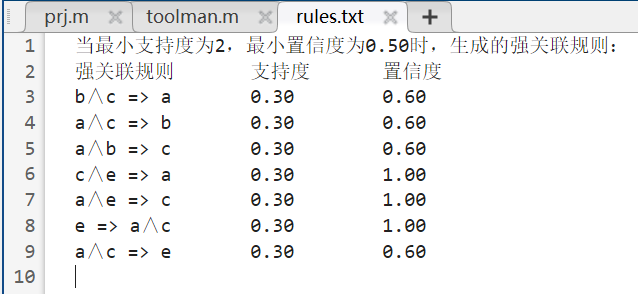 prj.m toolman.m rules.txt
1 当最小支持度为2，最小置信度为0.50时，生成的强关联规则：
2 强关联规则 支持度 置信度
3 b∧c => a 0.30 0.60
4 a∧c => b 0.30 0.60
5 a∧b => c 0.30 0.60
6 c∧e => a 0.30 1.00
7 a∧e => c 0.30 1.00
8 e => a∧c 0.30 1.00
9 a∧c => e 0.30 0.60
10